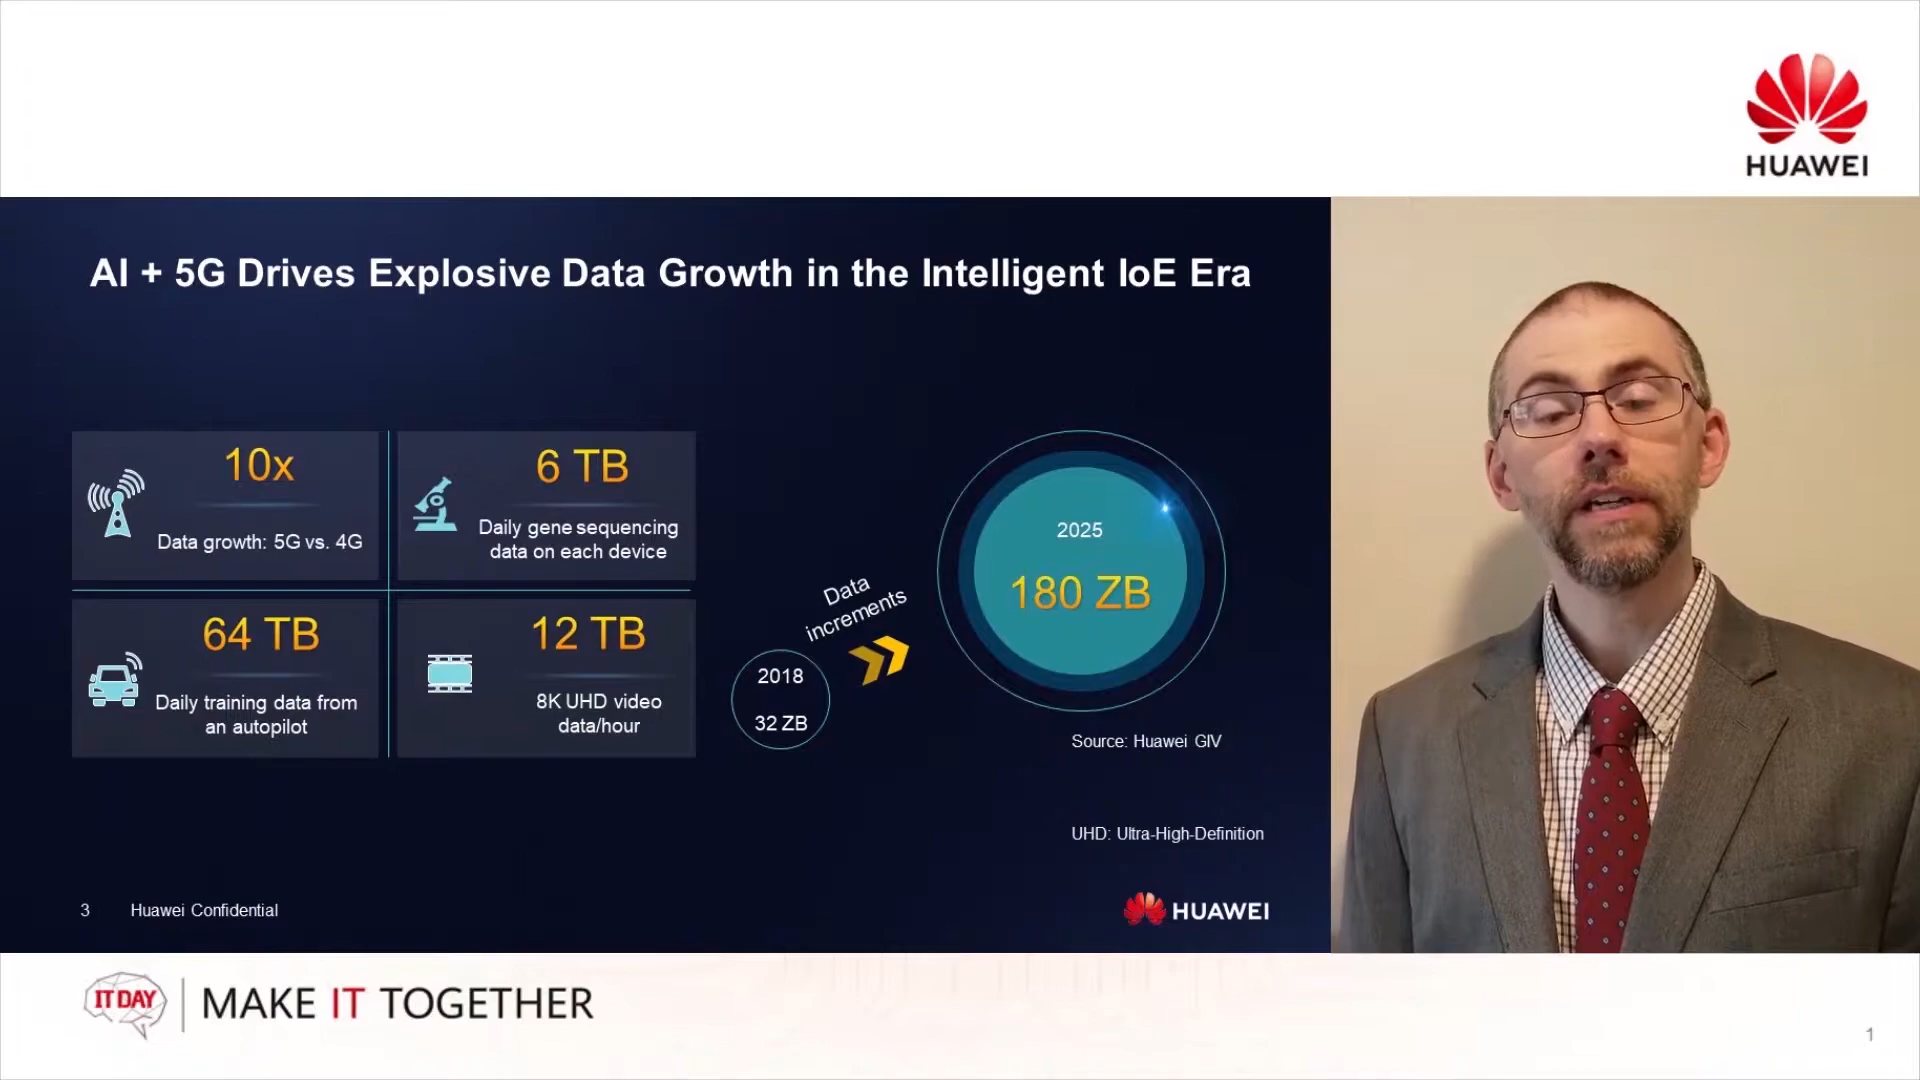 HUAWEI
AI + 5G Drives Explosive Data Growth in the Intelligent IoE Era
10x
Data growth: 5G vs. 4G
6 TB
Daily gene sequencing
data on each device
64 TB
Daily training data from
an autopilot
12 TB
8K UHD video
data/hour
Data
increments
2018
32 ZB
2025
180 ZB
Source: Huawei GIV
UHD: Ultra-High-Definition
3 Huawei Confidential
HUAWEI
IT DAY
MAKE IT TOGETHER
1